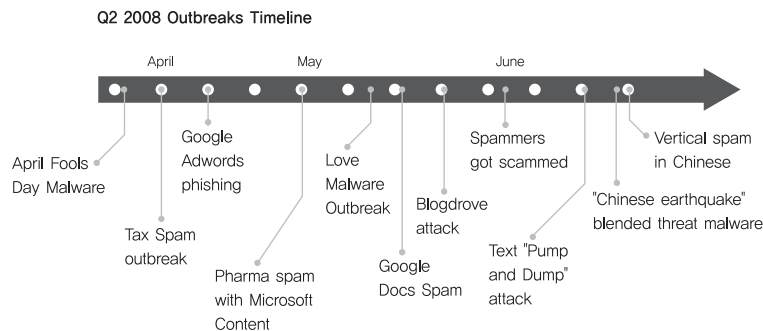 Q2 2008 Outbreaks Timeline
April
May
June
April Fools
Day Malware
Tax Spam
outbreak
Google
Adwords
phishing
Pharma spam
with Microsoft
Content
Love
Malware
Outbreak
Google
Docs Spam
Blogdrove
attack
Spammers
got scammed
Text "Pump
and Dump"
attack
"Chinese earthquake"
blended threat malware
Vertical spam
in Chinese